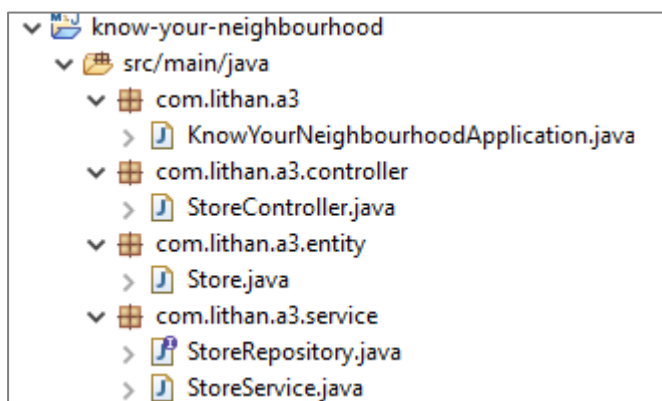 know-your-neighbourhood
src/main/java
com.lithan.a3
KnowYourNeighbourhoodApplication.java
com.lithan.a3.controller
StoreController.java
com.lithan.a3.entity
Store.java
com.lithan.a3.service
StoreRepository.java
StoreService.java